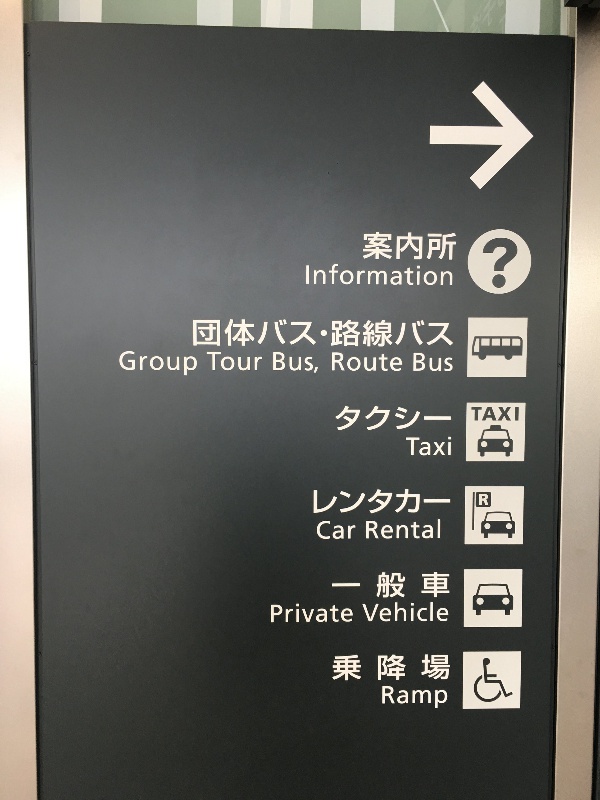 案内所
Information
?
団体バス・路線バス
Group Tour Bus, Route Bus
タクシー
Taxi
TAXI
レンタカー
Car Rental
R
一般車
Private Vehicle
乗降場
Ramp